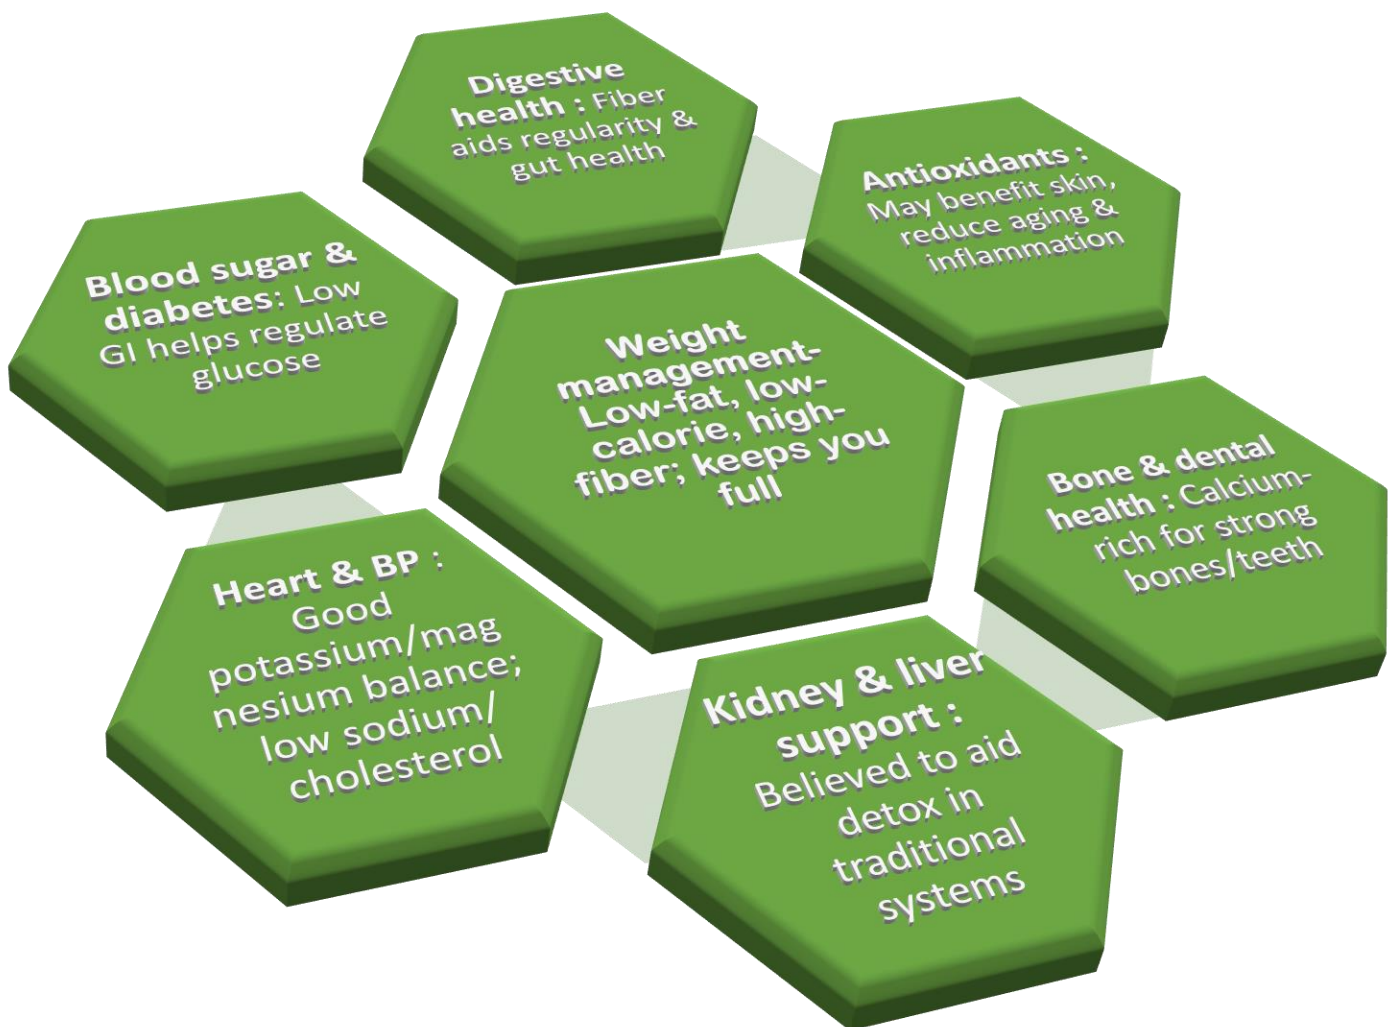 Digestive
health : Fiber
aids regularity &
gut health
Antioxidants :
May benefit skin,
reduce aging &
inflammation
Blood sugar &
diabetes: Low
GI helps regulate
glucose
Weight
management-
Low-fat, low-
calorie, high-
fiber; keeps you
full
Bone & dental
health : Calcium-
rich for strong
bones/teeth
Heart & BP :
Good
potassium/mag
nesium balance;
low sodium/
cholesterol
Kidney & liver
support :
Believed to aid
detox in
traditional
systems